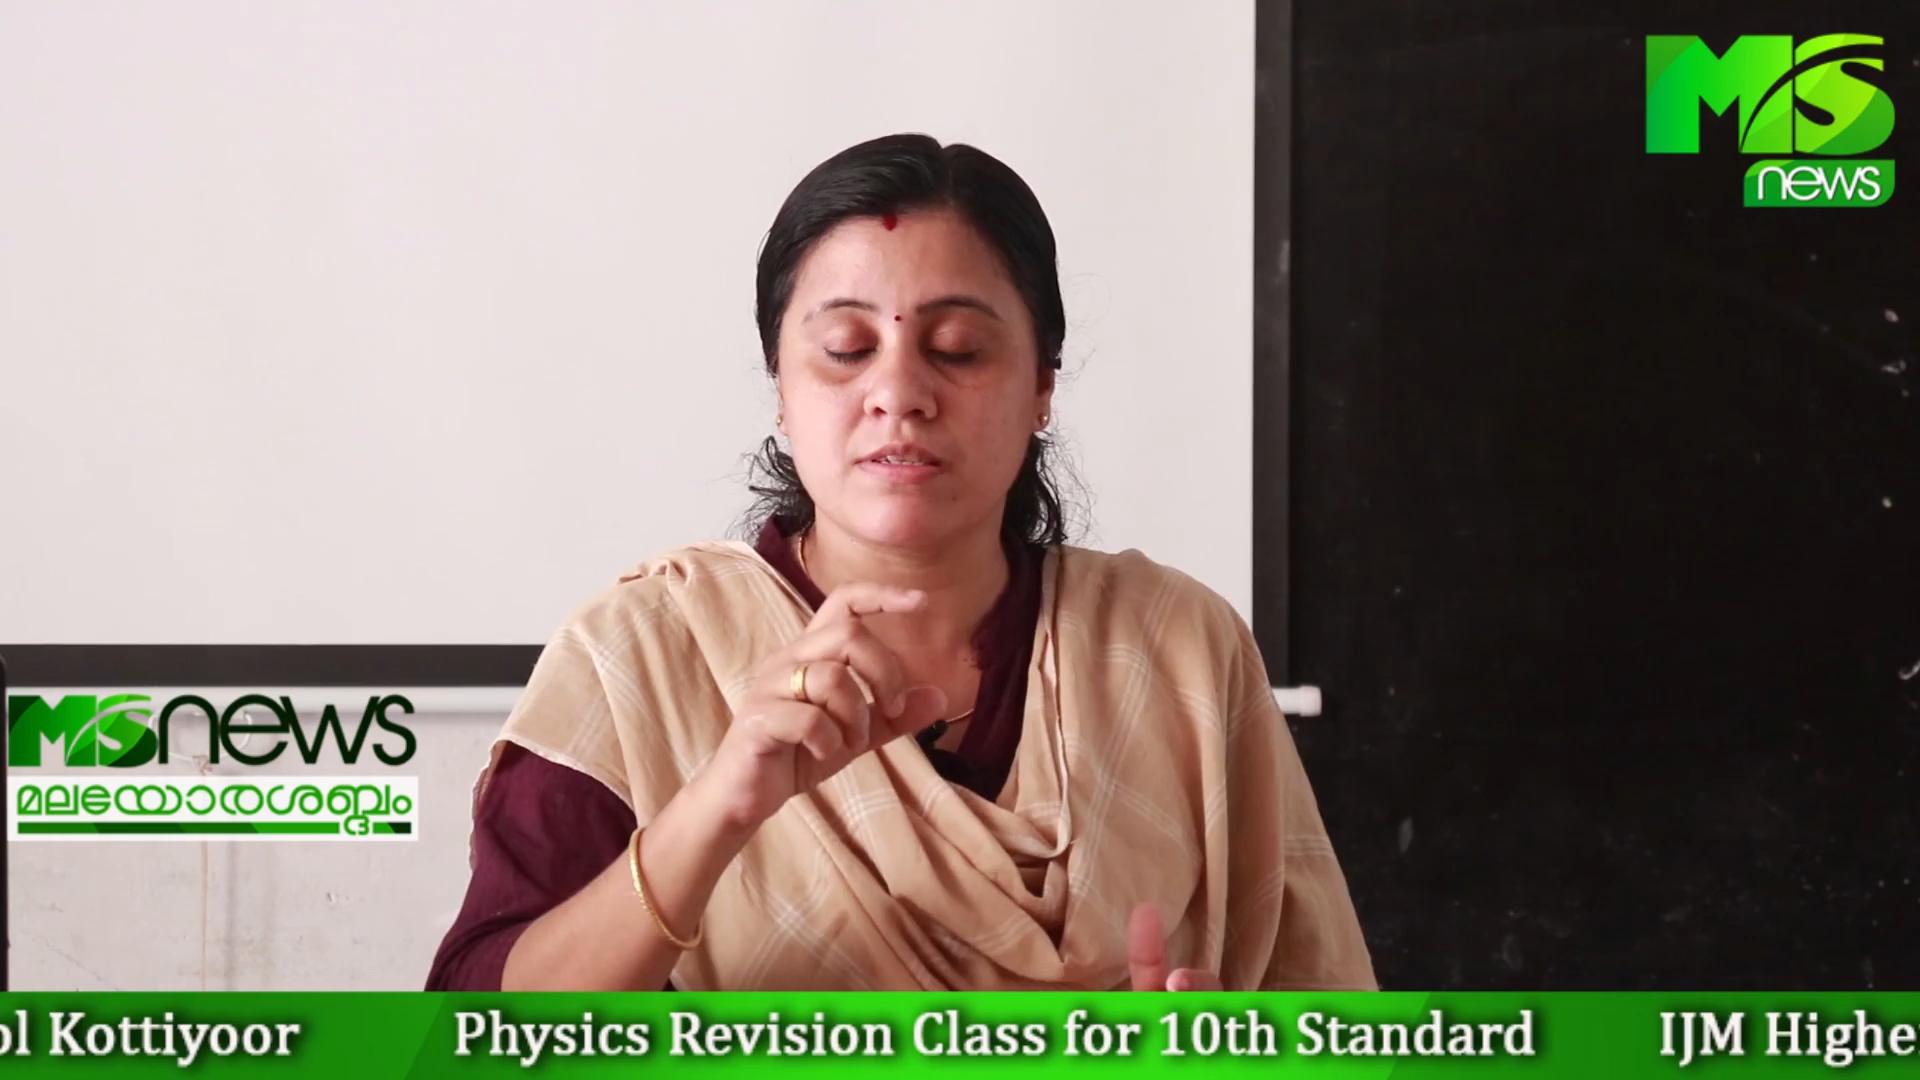 MS
news
MSnews
മലയോരശബ്ദം
ol Kottiyoor Physics Revision Class for 10th Standard IJM Highe